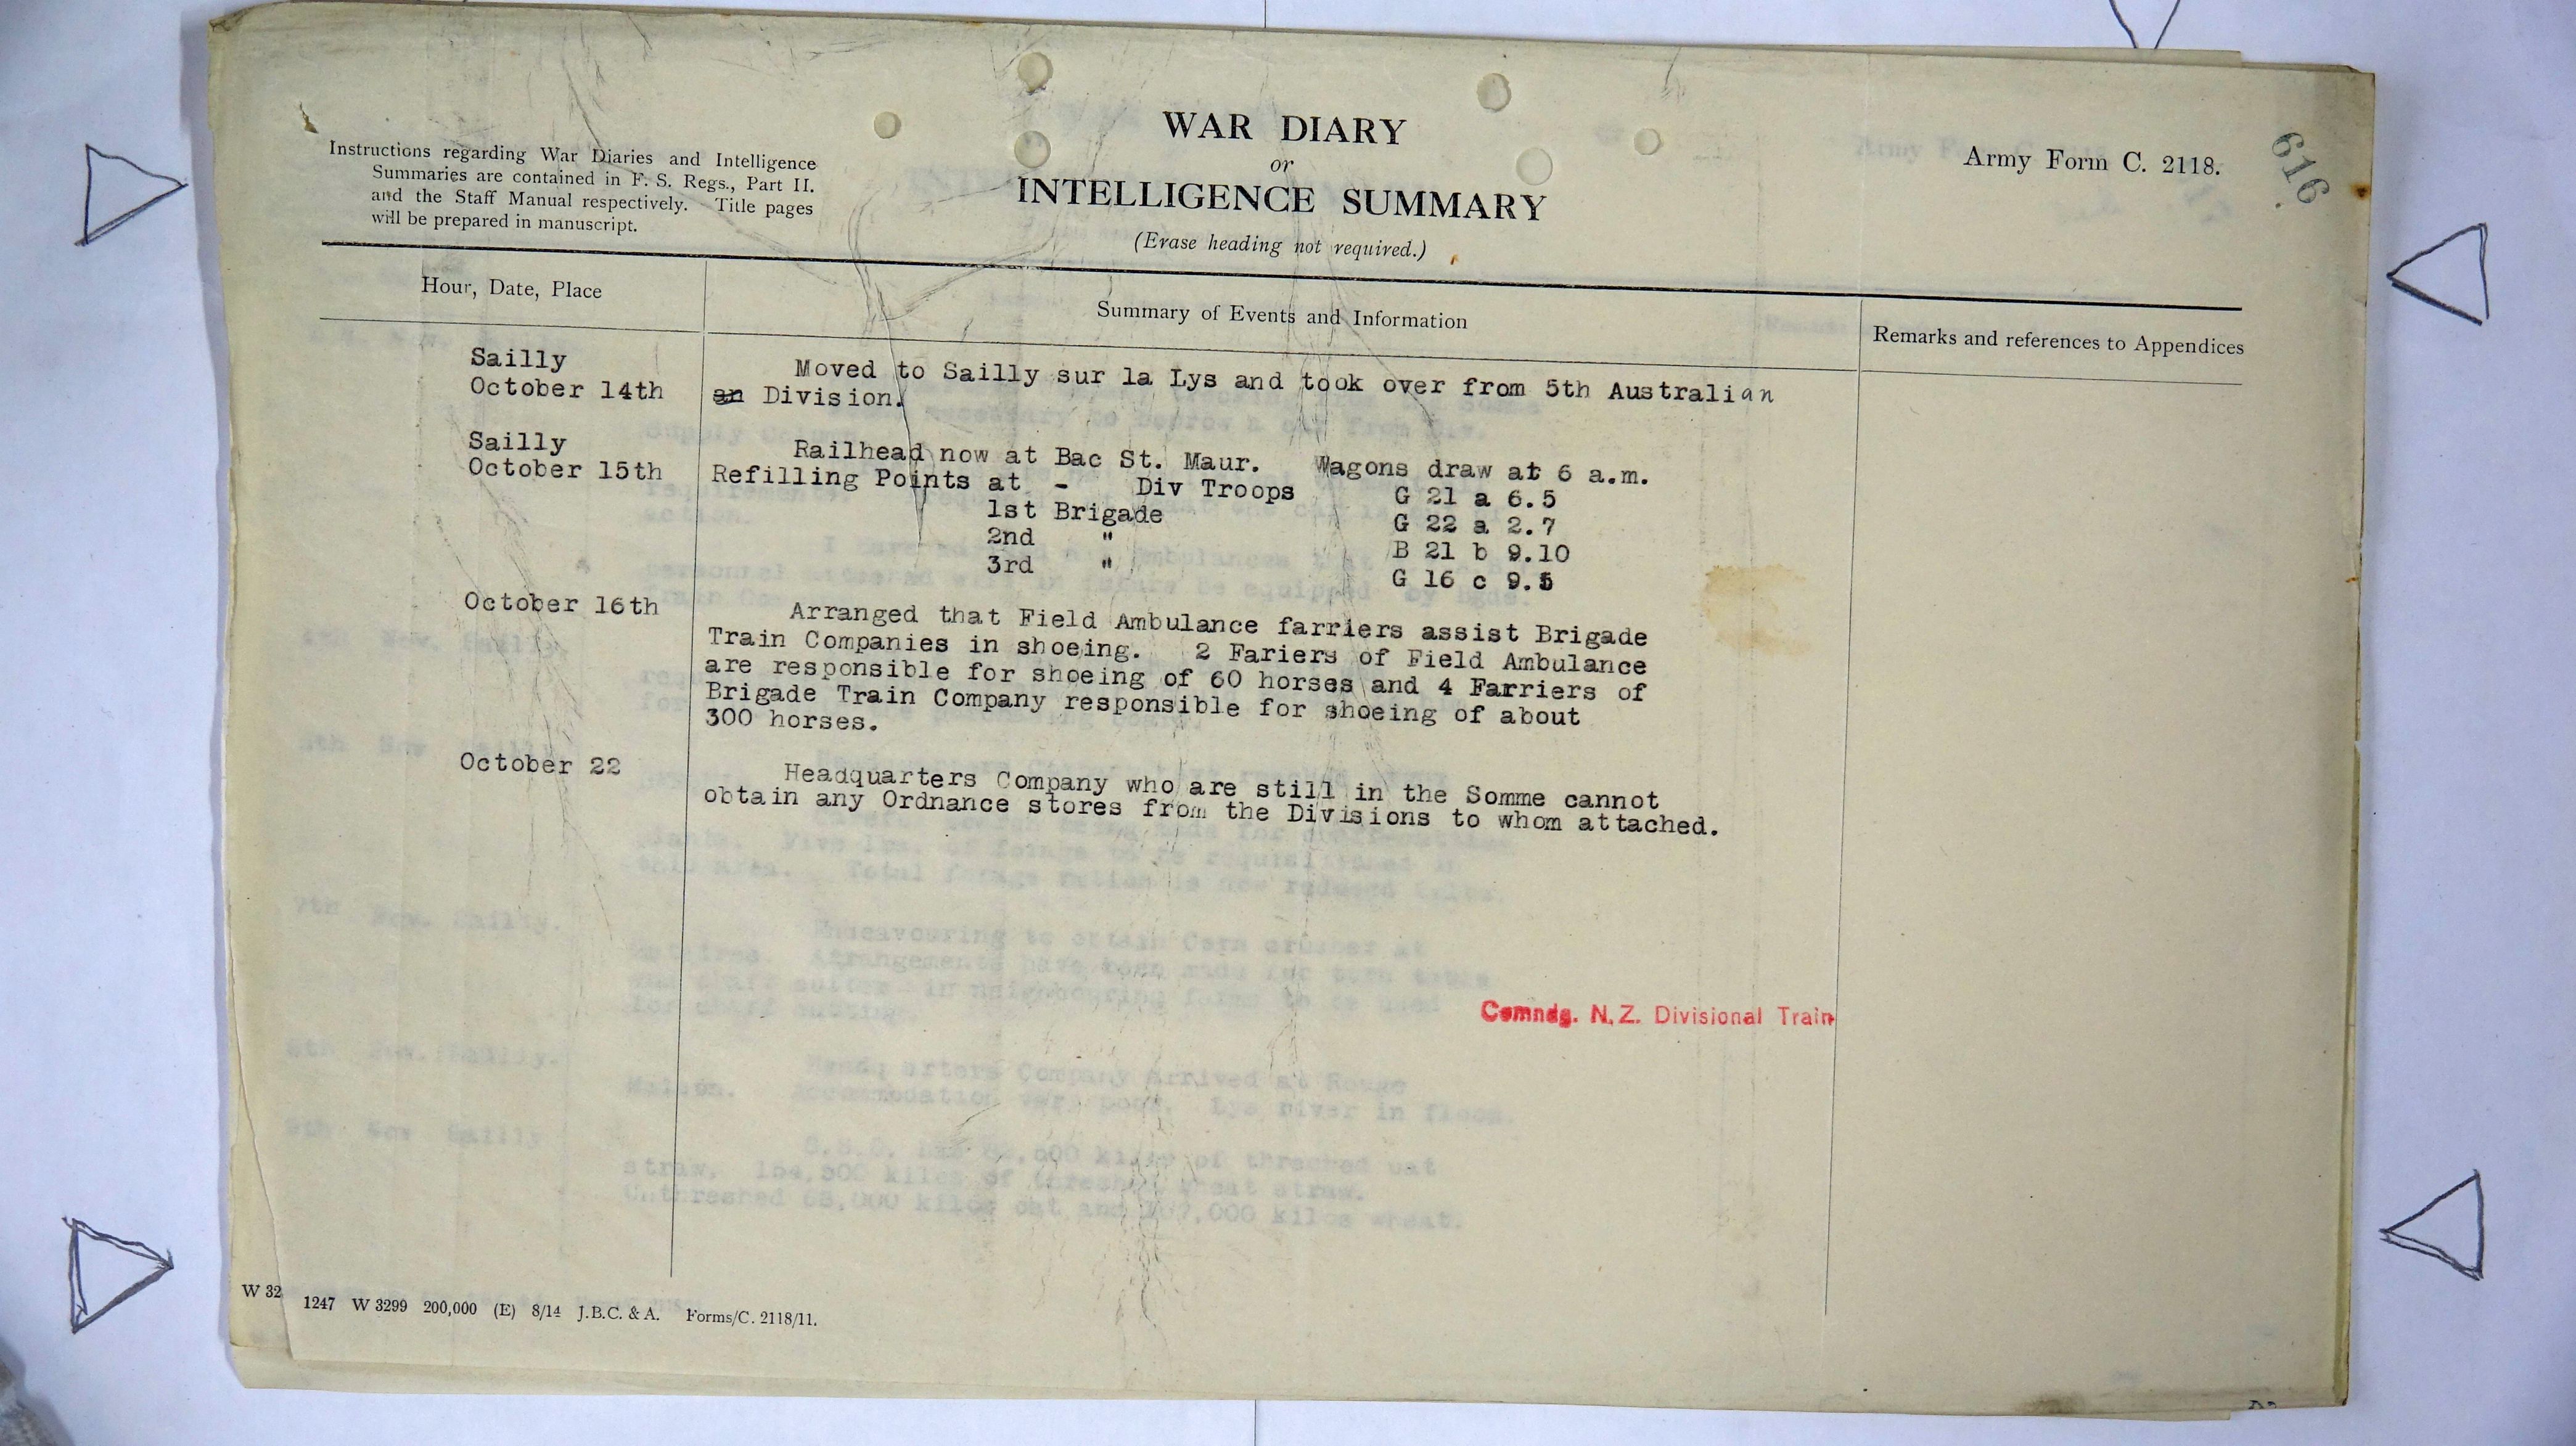 616.
Instructions regarding War Diaries and Intelligence
Summaries are contained in F. S. Regs., Part II.
and the Staff Manual respectively. Title pages
will be prepared in manuscript.
WAR DIARY
or
INTELLIGENCE SUMMARY
(Erase heading not required.)
Army Form C. 2118.
Hour, Date, Place
Summary of Events and Information
Remarks and references to Appendices
Sailly
October 14th
Moved to Sailly sur la Lys and took over from 5th Australian
an Division.
Sailly
October 15th
Railhead now at Bac St. Maur. Wagons draw at 6 a.m.
Refilling Points at - Div Troops G 21 a 6.5
1st Brigade G 22 a 2.7
2nd " B 21 b 9.10
3rd " G 16 c 9.5
October 16th
Arranged that Field Ambulance farriers assist Brigade
Train Companies in shoeing. 2 Fariers of Field Ambulance
are responsible for shoeing of 60 horses and 4 Farriers of
Brigade Train Company responsible for shoeing of about
300 horses.
October 22
Headquarters Company who are still in the Somme cannot
obtain any Ordnance stores from the Divisions to whom attached.
Comndg. N.Z. Divisional Train
W 32
1247 W 3299 200,000 (E) 8/14 J.B.C. & A. Forms/C. 2118/11.